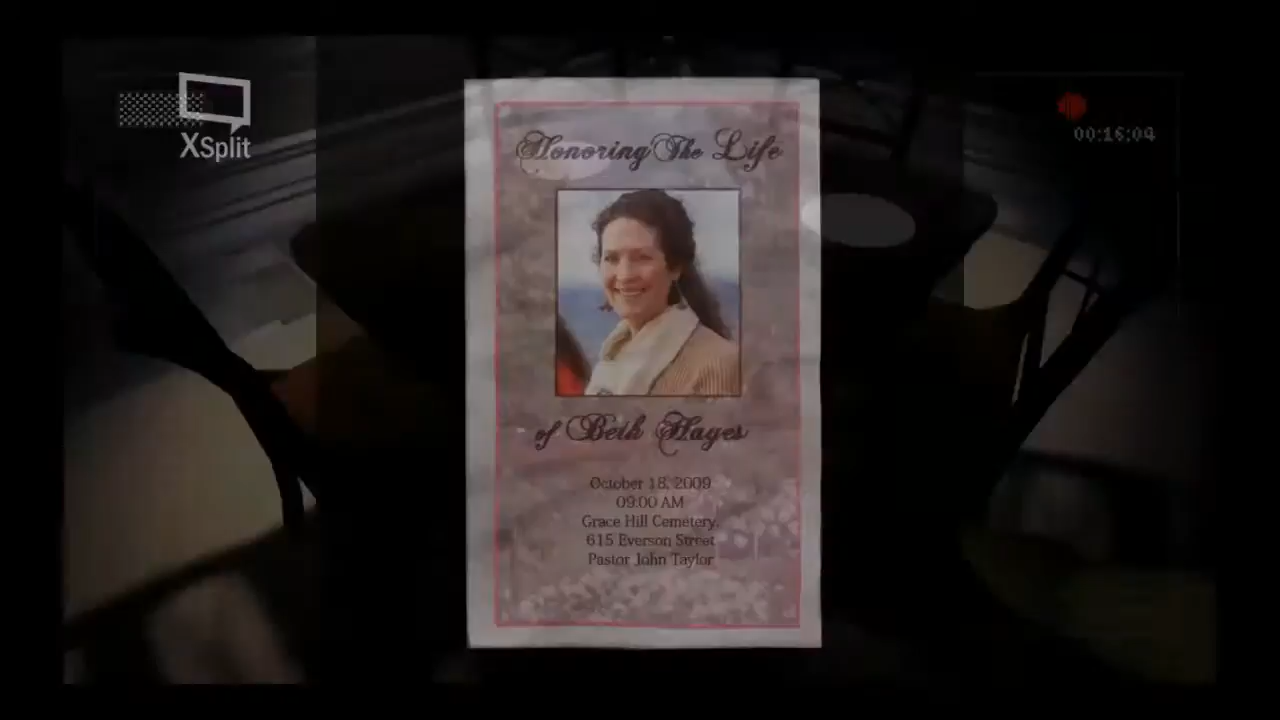 XSplit
00:16:09
Honoring The Life
of Beth Hayes
October 18, 2009
09:00 AM
Grace Hill Cemetery,
615 Everson Street
Pastor John Taylor